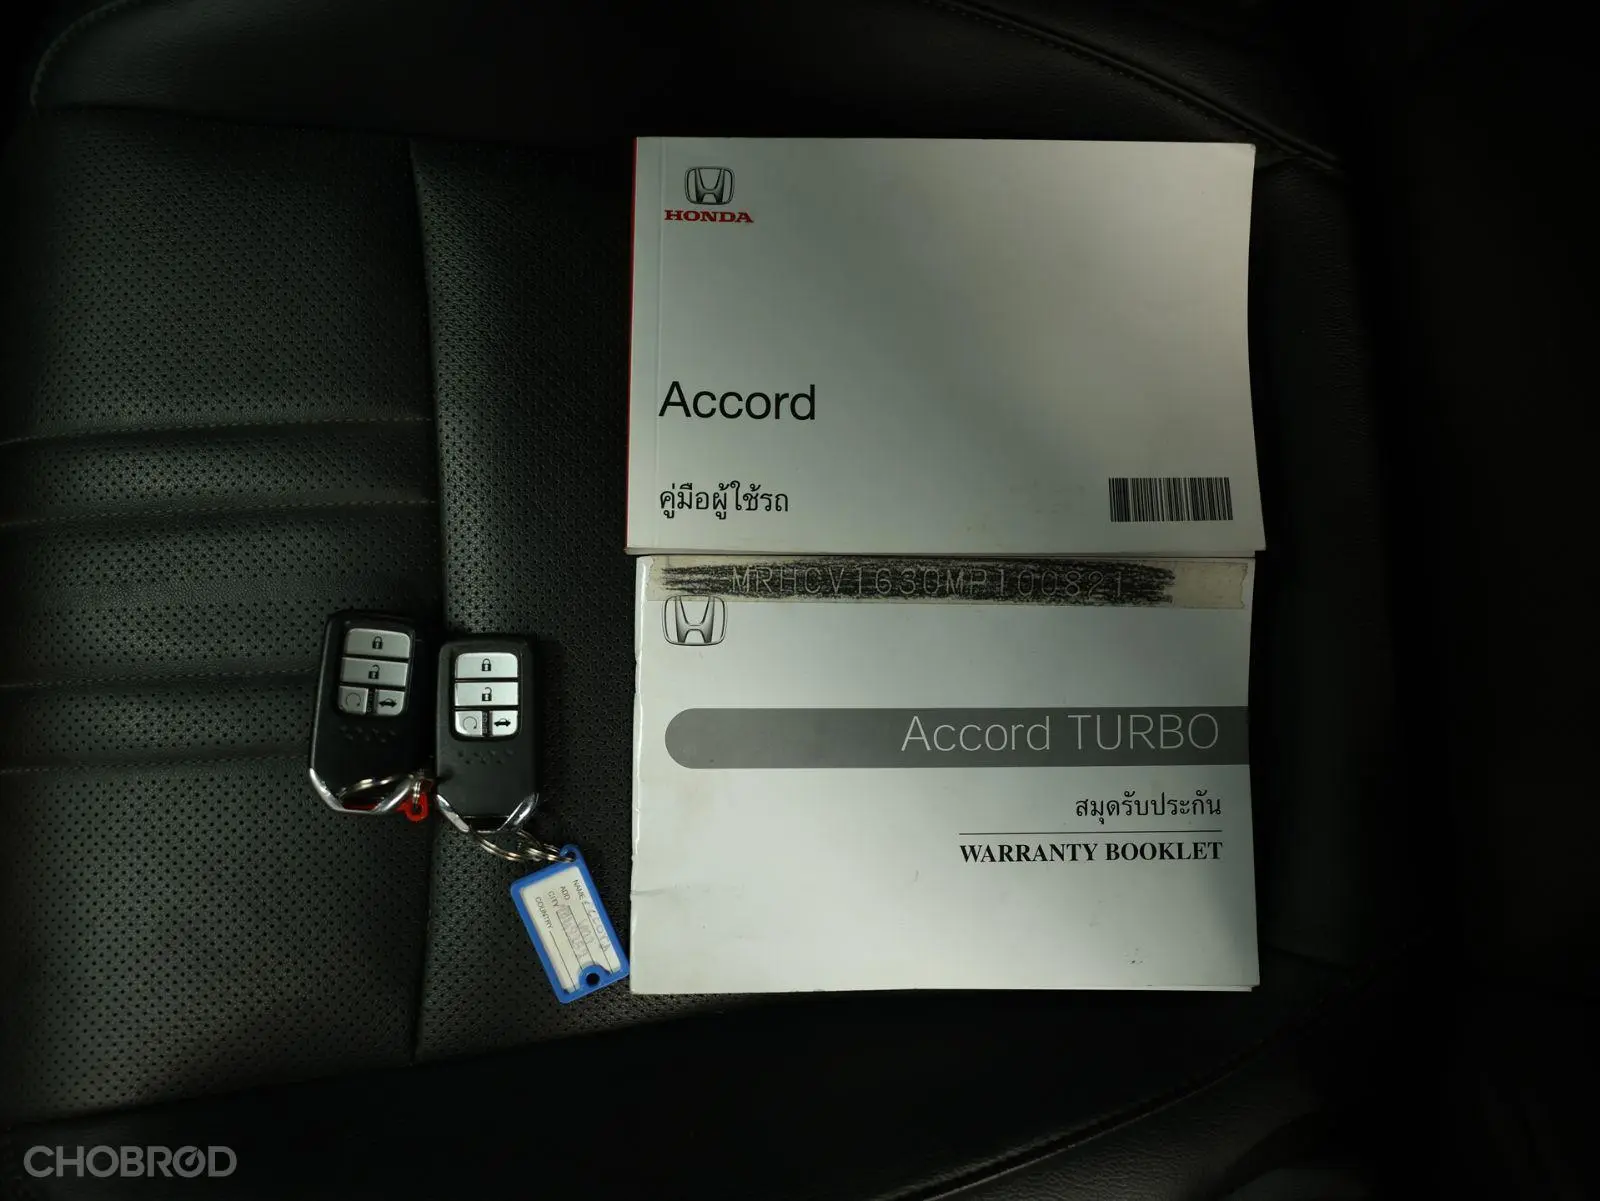 HONDA
Accord
คู่มือผู้ใช้รถ
MRHCV1630MP100821
Accord TURBO
สมุดรับประกัน
WARRANTY BOOKLET
NAME
ADD
CITY
COUNTRY
CHOBROD